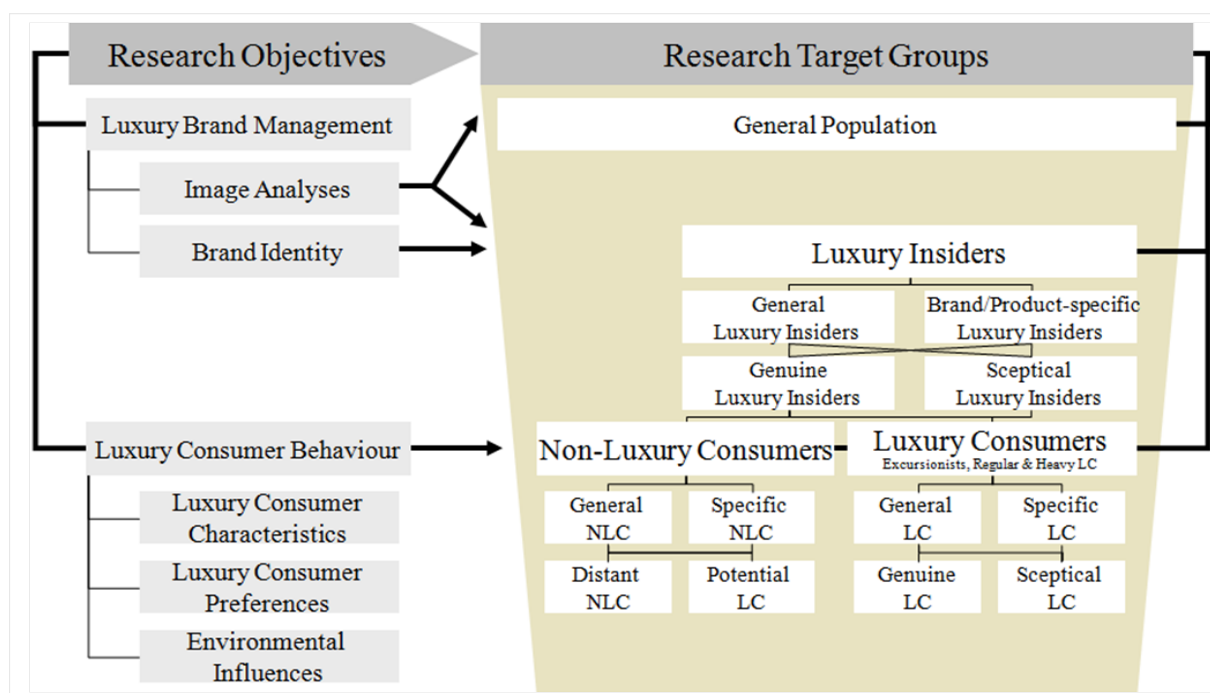 Research Objectives
Research Target Groups
Luxury Brand Management
General Population
Image Analyses
Brand Identity
Luxury Insiders
General
Luxury Insiders
Brand/Product-specific
Luxury Insiders
Genuine
Luxury Insiders
Sceptical
Luxury Insiders
Luxury Consumer Behaviour
Non-Luxury Consumers
Luxury Consumers
Excursionists, Regular & Heavy LC
Luxury Consumer
Characteristics
General
NLC
Specific
NLC
General
LC
Specific
LC
Luxury Consumer
Preferences
Distant
NLC
Potential
LC
Genuine
LC
Sceptical
LC
Environmental
Influences